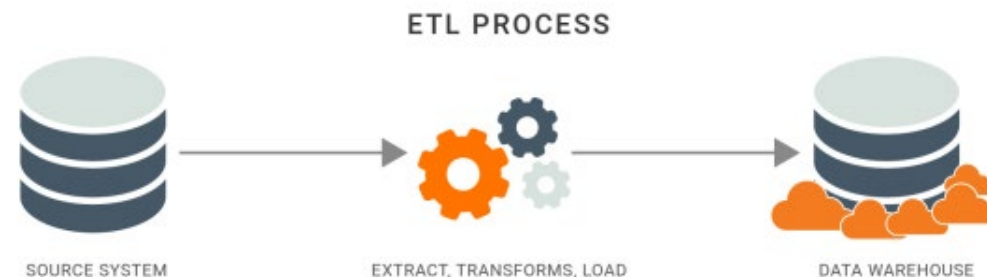 ETL PROCESS
SOURCE SYSTEM
EXTRACT, TRANSFORMS, LOAD
DATA WAREHOUSE